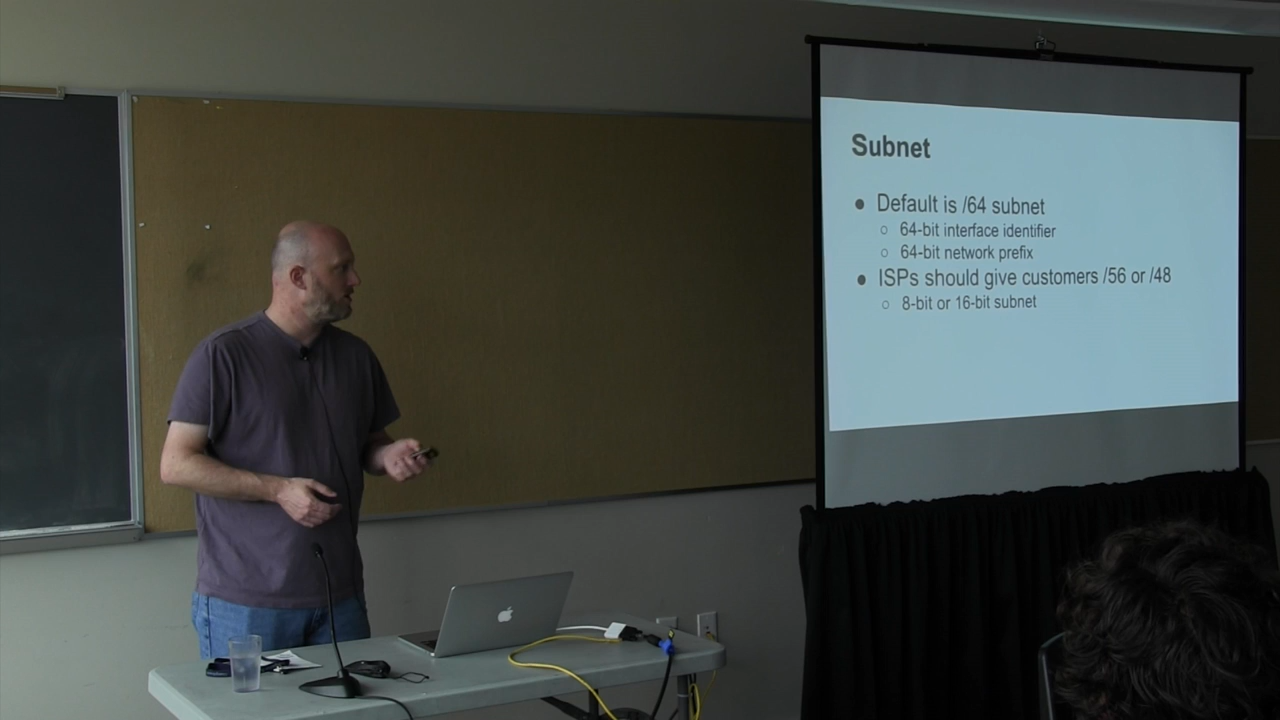 Subnet
● Default is /64 subnet
○ 64-bit interface identifier
○ 64-bit network prefix
● ISPs should give customers /56 or /48
○ 8-bit or 16-bit subnet